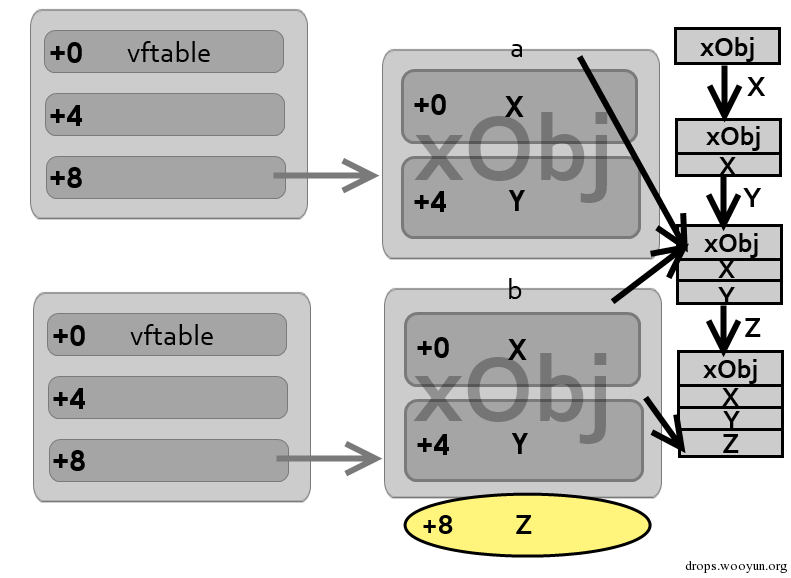 +0 vftable
+4
+8
a
+0 X
xObj
+4 Y
+0 vftable
+4
+8
b
+0 X
xObj
+4 Y
+8 Z
xObj
X
xObj
X
Y
xObj
X
Y
Z
xObj
X
Y
Z
drops.wooyun.org